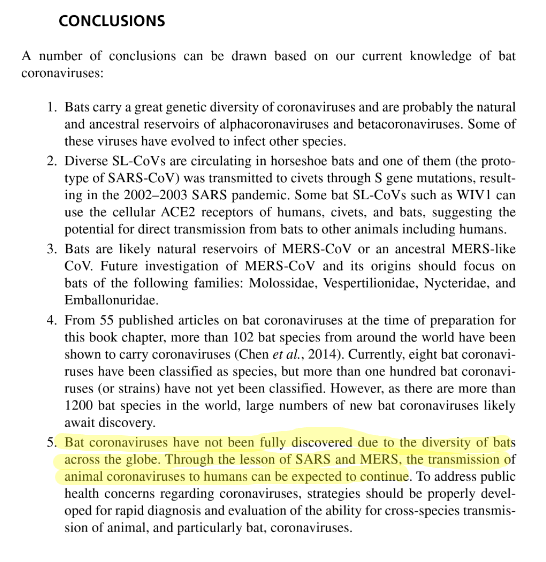 CONCLUSIONS
A number of conclusions can be drawn based on our current knowledge of bat
coronaviruses:
1. Bats carry a great genetic diversity of coronaviruses and are probably the natural
and ancestral reservoirs of alphacoronaviruses and betacoronaviruses. Some of
these viruses have evolved to infect other species.
2. Diverse SL-CoVs are circulating in horseshoe bats and one of them (the proto-
type of SARS-CoV) was transmitted to civets through S gene mutations, result-
ing in the 2002–2003 SARS pandemic. Some bat SL-CoVs such as WIV1 can
use the cellular ACE2 receptors of humans, civets, and bats, suggesting the
potential for direct transmission from bats to other animals including humans.
3. Bats are likely natural reservoirs of MERS-CoV or an ancestral MERS-like
CoV. Future investigation of MERS-CoV and its origins should focus on
bats of the following families: Molossidae, Vespertilionidae, Nycteridae, and
Emballonuridae.
4. From 55 published articles on bat coronaviruses at the time of preparation for
this book chapter, more than 102 bat species from around the world have been
shown to carry coronaviruses (Chen et al., 2014). Currently, eight bat coronavi-
ruses have been classified as species, but more than one hundred bat coronavi-
ruses (or strains) have not yet been classified. However, as there are more than
1200 bat species in the world, large numbers of new bat coronaviruses likely
await discovery.
5. Bat coronaviruses have not been fully discovered due to the diversity of bats
across the globe. Through the lesson of SARS and MERS, the transmission of
animal coronaviruses to humans can be expected to continue. To address public
health concerns regarding coronaviruses, strategies should be properly devel-
oped for rapid diagnosis and evaluation of the ability for cross-species transmis-
sion of animal, and particularly bat, coronaviruses.